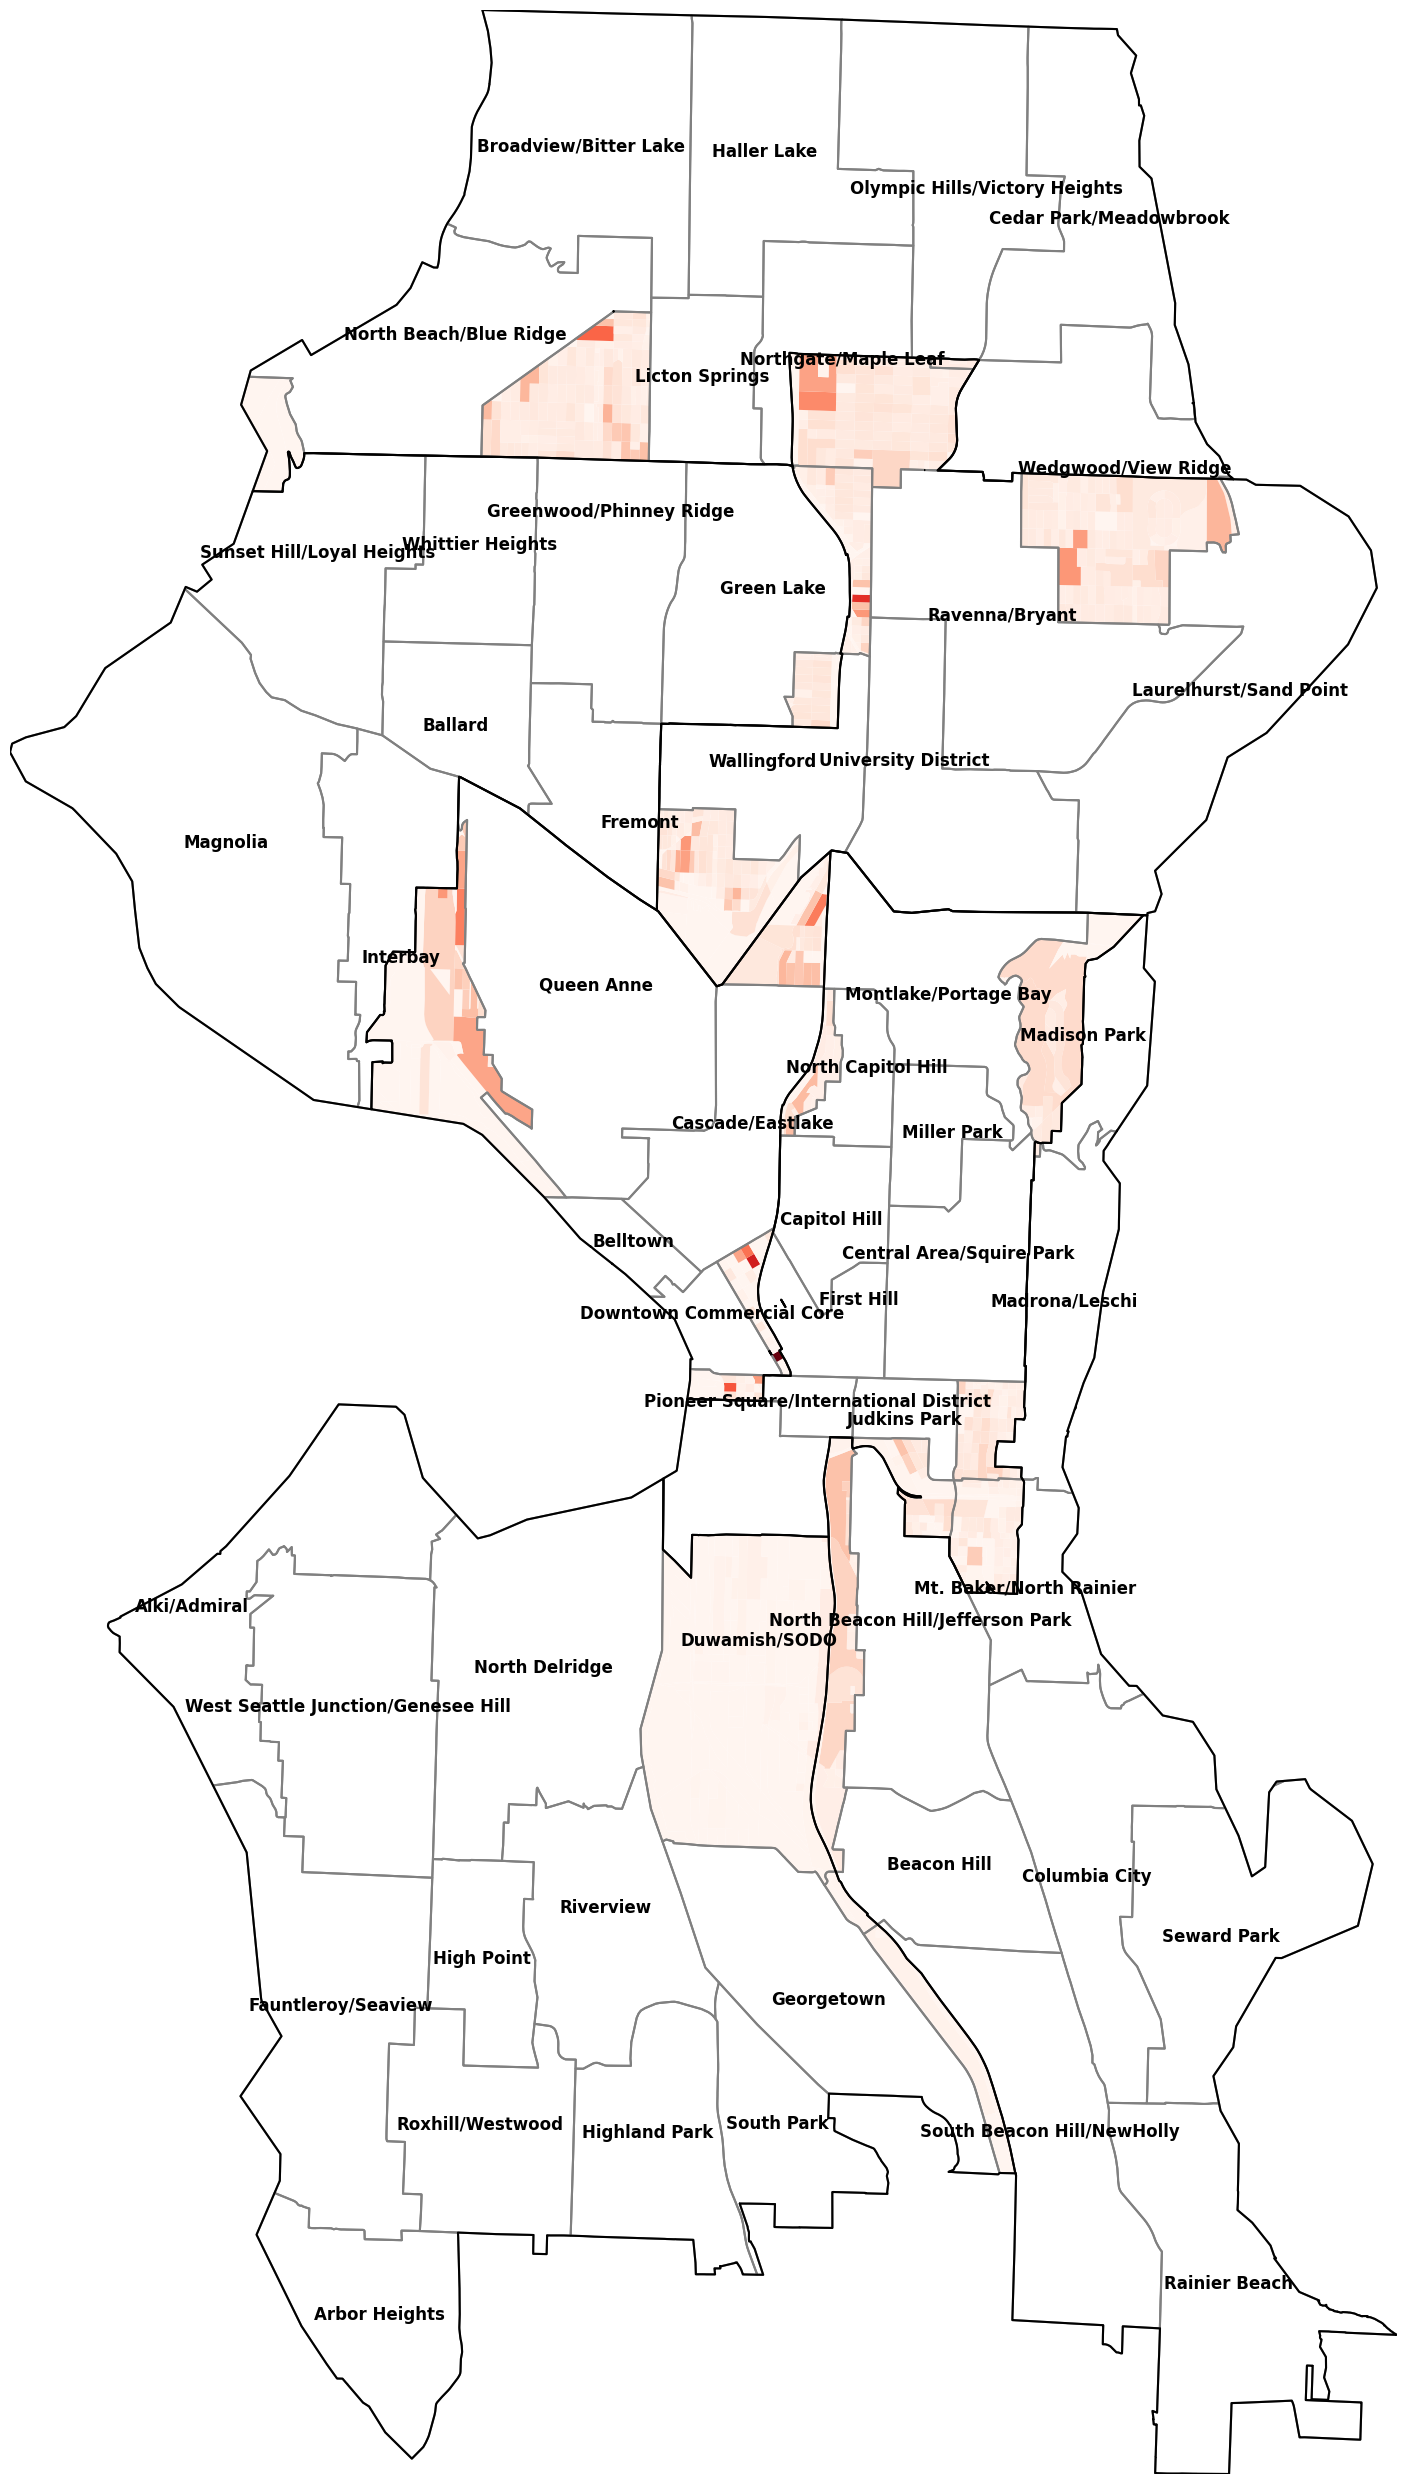 Broadview/Bitter Lake
Haller Lake
Olympic Hills/Victory Heights
Cedar Park/Meadowbrook
North Beach/Blue Ridge
Northgate/Maple Leaf
Licton Springs
Wedgwood/View Ridge
Greenwood/Phinney Ridge
Whittier Heights
Sunset Hill/Loyal Heights
Green Lake
Ravenna/Bryant
Laurelhurst/Sand Point
Ballard
Wallingford
University District
Fremont
Magnolia
Interbay
Queen Anne
Montlake/Portage Bay
Madison Park
North Capitol Hill
Cascade/Eastlake
Miller Park
Capitol Hill
Belltown
Central Area/Squire Park
First Hill
Madrona/Leschi
Downtown Commercial Core
Pioneer Square/International District
Judkins Park
Mt. Baker/North Rainier
Alki/Admiral
North Beacon Hill/Jefferson Park
Duwamish/SODO
North Delridge
West Seattle Junction/Genesee Hill
Beacon Hill
Columbia City
Riverview
Seward Park
High Point
Georgetown
Fauntleroy/Seaview
Roxhill/Westwood
South Park
Highland Park
South Beacon Hill/NewHolly
Rainier Beach
Arbor Heights